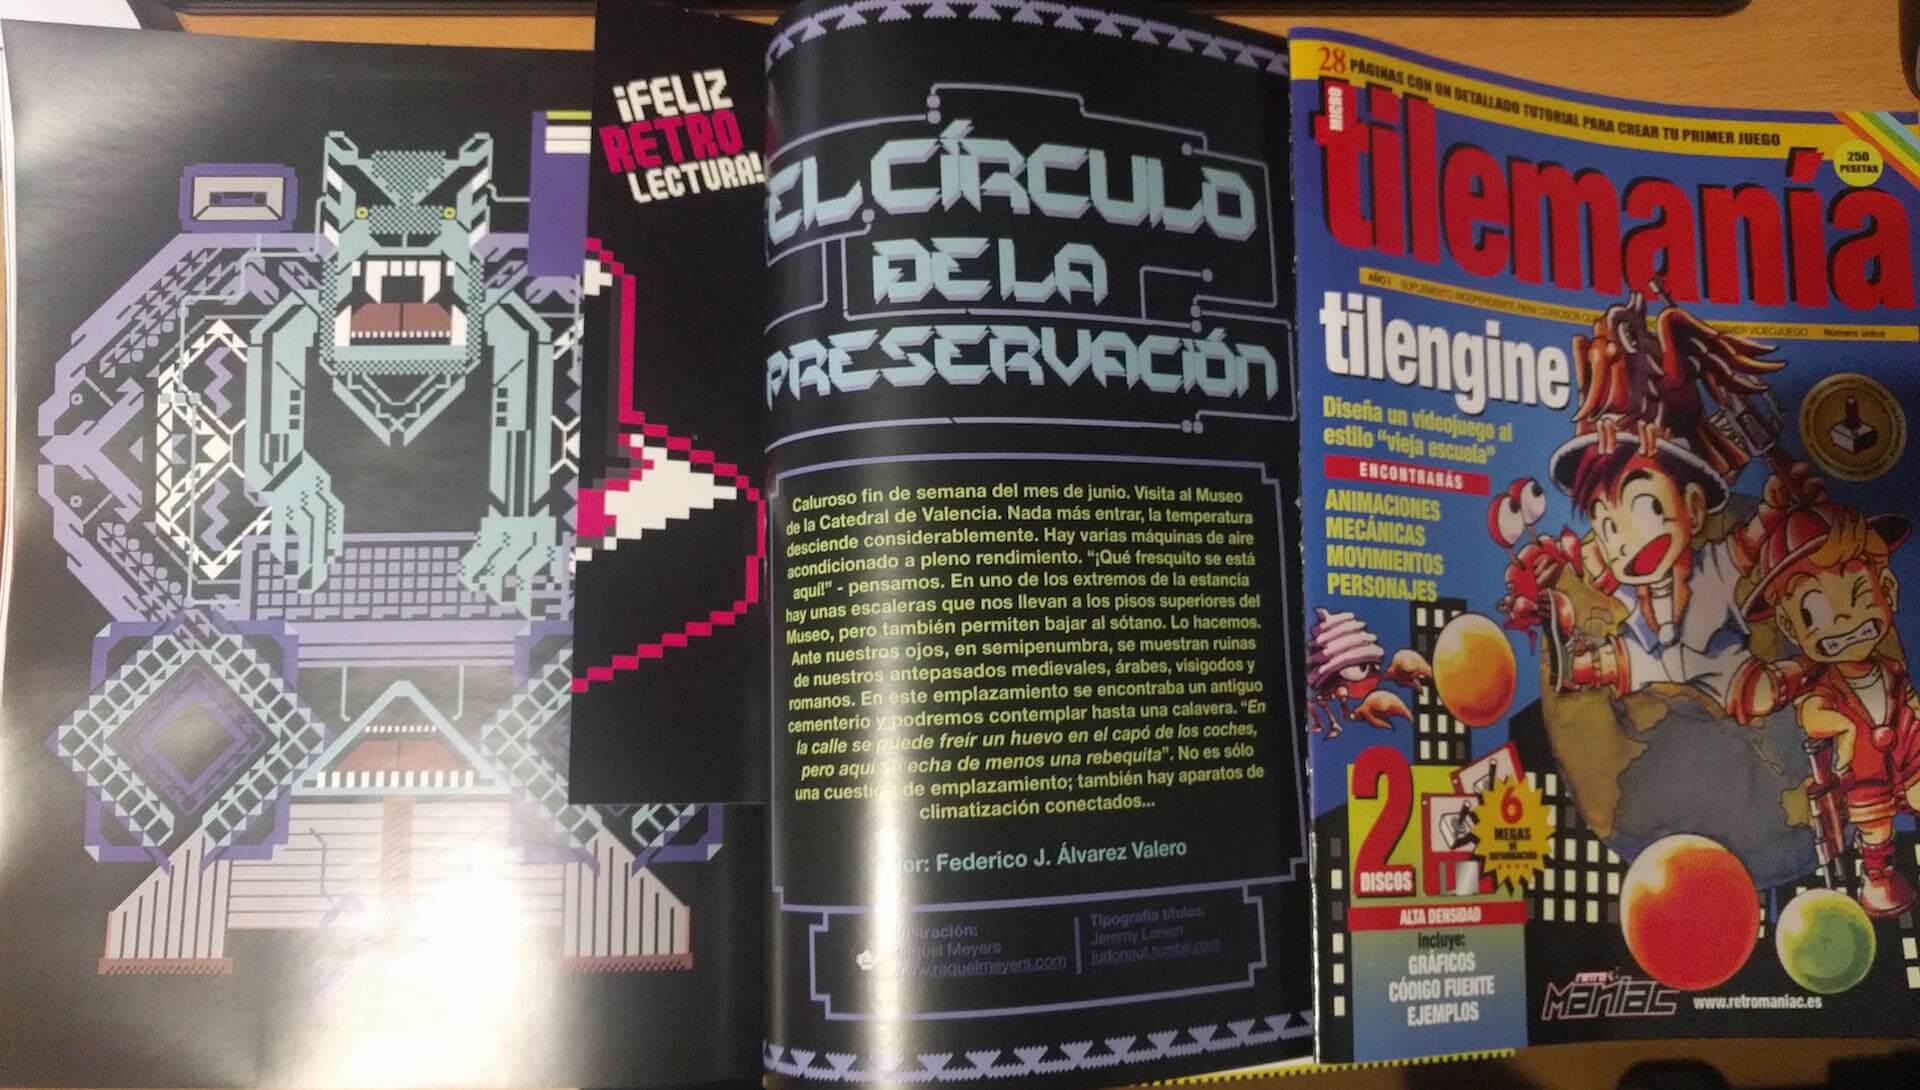 ¡FELIZ
RETRO
LECTURA!
EL CÍRCULO
DE LA
PRESERVACIÓN
Caluroso fin de semana del mes de junio. Visita al Museo
de la Catedral de Valencia. Nada más entrar, la temperatura
desciende considerablemente. Hay varias máquinas de aire
acondicionado a pleno rendimiento. “¡Qué fresquito se está
aquí!” - pensamos. En uno de los extremos de la estancia
hay unas escaleras que nos llevan a los pisos superiores del
Museo, pero también permiten bajar al sótano. Lo hacemos.
Ante nuestros ojos, en semipenumbra, se muestran ruinas
de nuestros antepasados medievales, árabes, visigodos y
romanos. En este emplazamiento se encontraba un antiguo
cementerio y podremos contemplar hasta una calavera. “En
la calle se puede freír un huevo en el capó de los coches,
pero aquí se echa de menos una rebequita”. No es sólo
una cuestión de emplazamiento; también hay aparatos de
climatización conectados...
Por: Federico J. Álvarez Valero
Ilustración:
Raquel Meyers
www.raquelmeyers.com
Tipografía títulos:
Jeremy
judonaut.tumblr.com
28 PÁGINAS CON UN DETALLADO TUTORIAL PARA CREAR TU PRIMER JUEGO
MICRO
tilemanía
250
PESETAS
AÑO I SUPLEMENTO INDEPENDIENTE PARA CURIOSOS QUE PRIMER VIDEOJUEGO Número único
tilengine
Diseña un videojuego al
estilo “vieja escuela”
ENCONTRARÁS
ANIMACIONES
MECÁNICAS
MOVIMIENTOS
PERSONAJES
2
DISCOS
6
MEGAS
DE
INFORMACIÓN
ALTA DENSIDAD
Incluye:
GRÁFICOS
CÓDIGO FUENTE
EJEMPLOS
retro
maniac
www.retromaniac.es